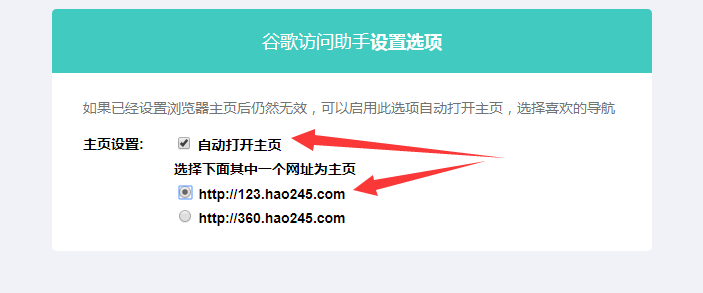 谷歌访问助手设置选项
如果已经设置浏览器主页后仍然无效，可以启用此选项自动打开主页，选择喜欢的导航
主页设置: 自动打开主页
选择下面其中一个网址为主页
http://123.hao245.com
http://360.hao245.com